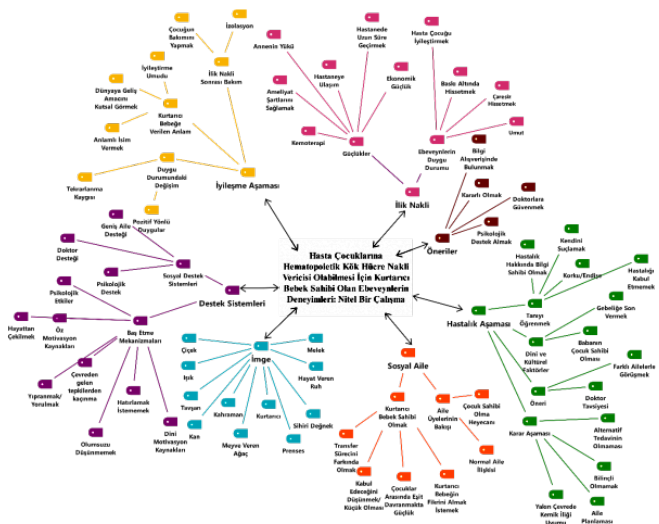 Çocuğun
Bakımını
Yapmak
İzolasyon
İyileştirme
Umudu
İlik Nakli
Sonrası Bakım
Dünyaya Geliş
Amacını
Kutsal Görmek
Kurtarıcı
Bebeğe
Verilen Anlam
Anlamlı İsim
Vermek
Duygu
Durumundaki
Değişim
İyileşme Aşaması
Tekrarlanma
Kaygısı
Pozitif Yönlü
Duygular
Hastanede
Uzun Süre
Geçirmek
Annenin Yükü
Hastaneye
Ulaşım
Ekonomik
Güçlük
Ameliyat
Şartlarını
Sağlamak
Kemoterapi
Güçlükler
Hasta Çocuğu
İyileştirmek
Baskı Altında
Hissetmek
Çaresiz
Hissetmek
Ebeveynlerin
Duygu
Durumu
Umut
İlik Nakli
Bilgi
Alışverişinde
Bulunmak
Kararlı Olmak
Doktorlara
Güvenmek
Psikolojik
Destek Almak
Öneriler
Hasta Çocuklarına
Hematopoietik Kök Hücre Nakli
Vericisi Olabilmesi İçin Kurtarıcı
Bebek Sahibi Olan Ebeveynlerin
Deneyimleri: Nitel Bir Çalışma
Geniş Aile
Desteği
Doktor
Desteği
Sosyal Destek
Sistemleri
Psikolojik
Destek
Destek Sistemleri
Psikolojik
Etkiler
Hayattan
Çekilmek
Öz
Motivasyon
Kaynakları
Baş Etme
Mekanizmaları
Yıpranmak/
Yorulmak
Çevreden
gelen
tepkilerden
kaçınma
Hatırlamak
İstememek
Olumsuzu
Düşünmemek
Dini
Motivasyon
Kaynakları
İmge
Çiçek
Işık
Tavşan
Kan
Kahraman
Meyve Veren
Ağaç
Kurtarıcı
Prenses
Sihirli Değnek
Hayat Veren
Ruh
Melek
Sosyal Aile
Kurtarıcı
Bebek Sahibi
Olmak
Aile
Üyelerinin
Bakışı
Çocuk Sahibi
Olma
Heyecanı
Normal Aile
İlişkisi
Transfer
Sürecini
Farkında
Olmak
Kabul
Edeceğini
Düşünmek/
Küçük Olması
Çocuklar
Arasında Eşit
Davranmakta
Güçlük
Kurtarıcı
Bebeğin
Fikrini Almak
İstemek
Hastalık Aşaması
Kendini
Suçlamak
Hastalık
Hakkında Bilgi
Sahibi Olmak
Korku/Endişe
Hastalığı
Kabul Etmemek
Tanıyı
Öğrenmek
Gebeliğe
Son Vermek
Dini ve
Kültürel
Faktörler
Babanın
Çocuk Sahibi
Olması
Farklı Ailelerle
Görüşmek
Öneri
Doktor
Tavsiyesi
Karar Aşaması
Alternatif
Tedavinin
Olmaması
Bilinçli
Olmamak
Aile
Planlaması
Yakın Çevrede
Kemik İliği
Uyumu